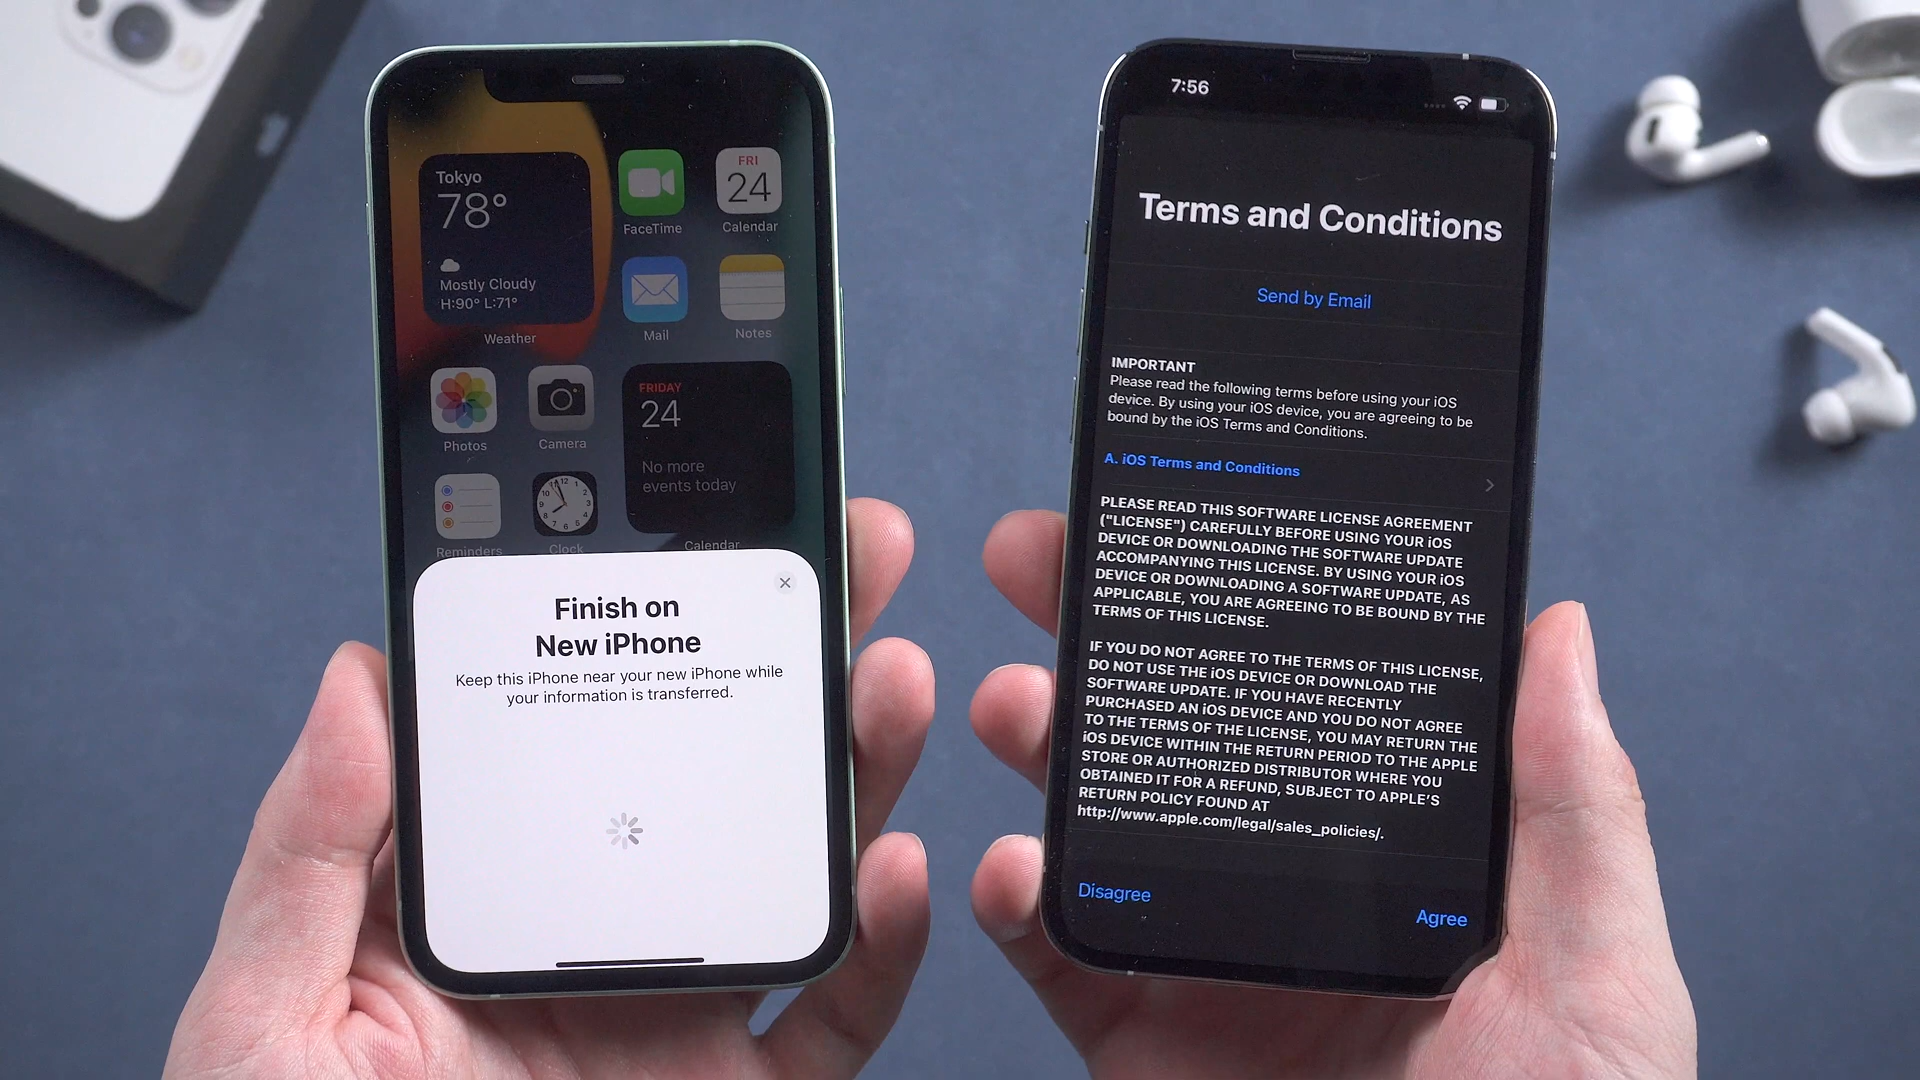 Tokyo
78°
Mostly Cloudy
H:90° L:71°
Weather
FaceTime
FRI
24
Calendar
Mail
Notes
Photos
Camera
FRIDAY
24
No more
events today
Calendar
Reminders
Clock
Finish on
New iPhone
Keep this iPhone near your new iPhone while
your information is transferred.
7:56
Terms and Conditions
Send by Email
IMPORTANT
Please read the following terms before using your iOS
device. By using your iOS device, you are agreeing to be
bound by the iOS Terms and Conditions.
A. iOS Terms and Conditions
PLEASE READ THIS SOFTWARE LICENSE AGREEMENT
("LICENSE") CAREFULLY BEFORE USING YOUR iOS
DEVICE OR DOWNLOADING THE SOFTWARE UPDATE
ACCOMPANYING THIS LICENSE. BY USING YOUR iOS
DEVICE OR DOWNLOADING A SOFTWARE UPDATE, AS
APPLICABLE, YOU ARE AGREEING TO BE BOUND BY THE
TERMS OF THIS LICENSE.
IF YOU DO NOT AGREE TO THE TERMS OF THIS LICENSE,
DO NOT USE THE iOS DEVICE OR DOWNLOAD THE
SOFTWARE UPDATE. IF YOU HAVE RECENTLY
PURCHASED AN iOS DEVICE AND YOU DO NOT AGREE
TO THE TERMS OF THE LICENSE, YOU MAY RETURN THE
iOS DEVICE WITHIN THE RETURN PERIOD TO THE APPLE
STORE OR AUTHORIZED DISTRIBUTOR WHERE YOU
OBTAINED IT FOR A REFUND, SUBJECT TO APPLE'S
RETURN POLICY FOUND AT
http://www.apple.com/legal/sales_policies/.
Disagree
Agree